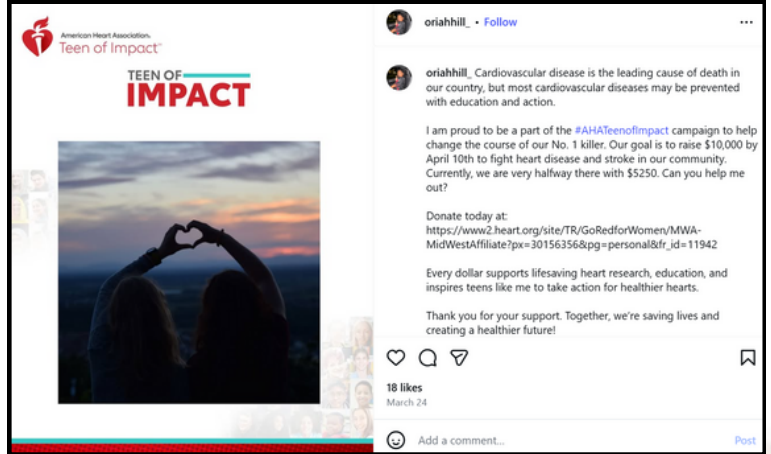 American Heart Association.
Teen of Impact™
TEEN OF
IMPACT
oriahhill_ • Follow
oriahhill_ Cardiovascular disease is the leading cause of death in
our country, but most cardiovascular diseases may be prevented
with education and action.
I am proud to be a part of the #AHATeenofImpact campaign to help
change the course of our No. 1 killer. Our goal is to raise $10,000 by
April 10th to fight heart disease and stroke in our community.
Currently, we are very halfway there with $5250. Can you help me
out?
Donate today at:
https://www2.heart.org/site/TR/GoRedforWomen/MWA-
MidWestAffiliate?px=30156356&pg=personal&fr_id=11942
Every dollar supports lifesaving heart research, education, and
inspires teens like me to take action for healthier hearts.
Thank you for your support. Together, we're saving lives and
creating a healthier future!
18 likes
March 24
Add a comment...
Post